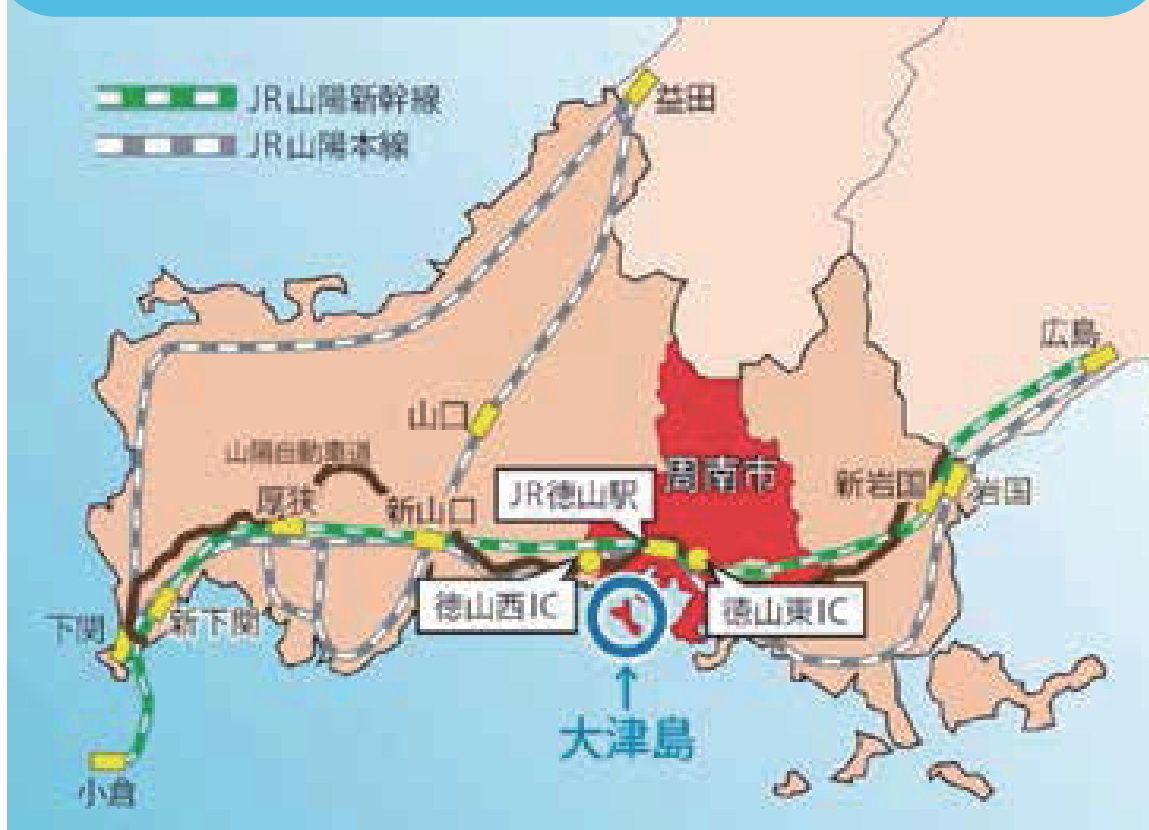 JR山陽新幹線
JR山陽本線
益田
広島
山口
山陽自動車道
周南市
JR徳山駅
新岩国
岩国
厚狭
新山口
徳山西IC
徳山東IC
下関
新下関
大津島
小倉